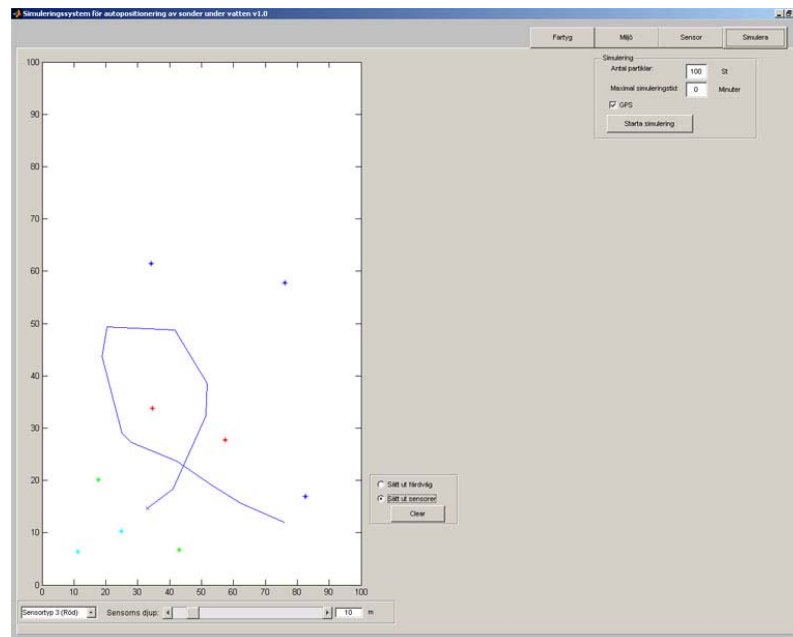 Simuleringssystem för autopositionering av sonder under vatten v1.0
Fartyg Miljö Sensor Simulera
Simulering
Antal partiklar: 100 St
Maximal simuleringstid: 0 Minuter
GPS
Starta simulering
100
90
80
70
60
50
40
30
20
10
0
0 10 20 30 40 50 60 70 80 90 100
Sätt ut färdväg
Sätt ut sensorer
Clear
Sensortyp 3 (Röd) Sensorns djup: 10 m